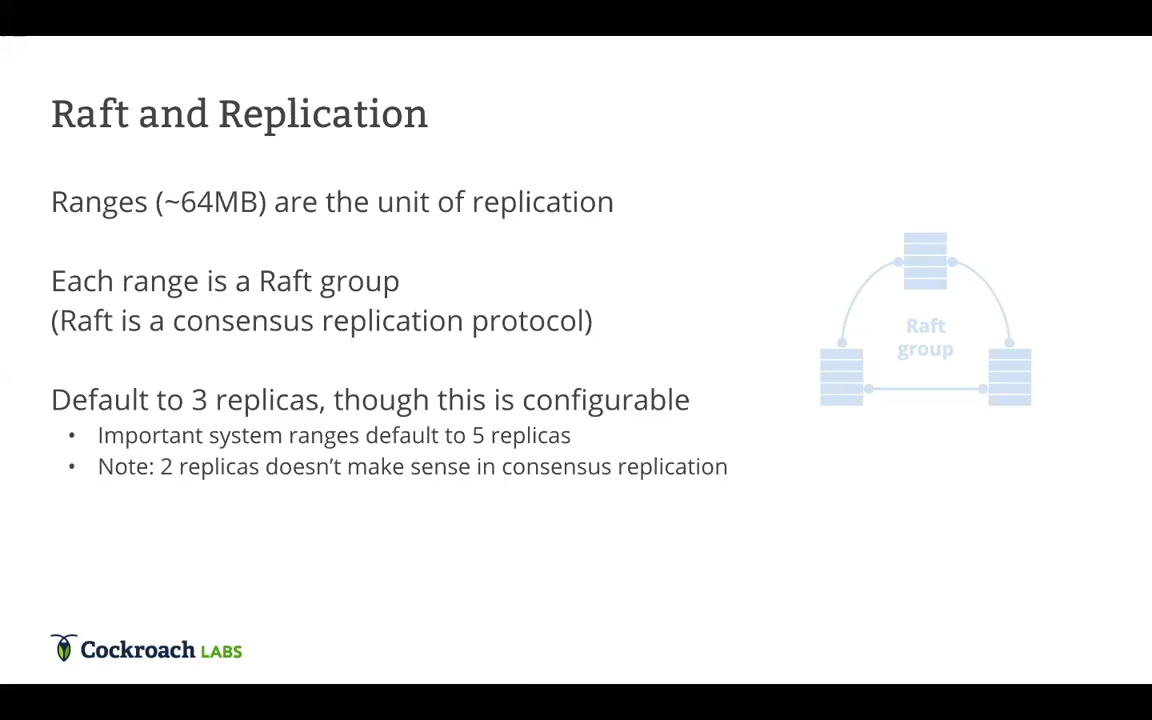 Raft and Replication
Ranges (~64MB) are the unit of replication
Each range is a Raft group
(Raft is a consensus replication protocol)
Default to 3 replicas, though this is configurable
• Important system ranges default to 5 replicas
• Note: 2 replicas doesn’t make sense in consensus replication
Raft
group
Cockroach LABS